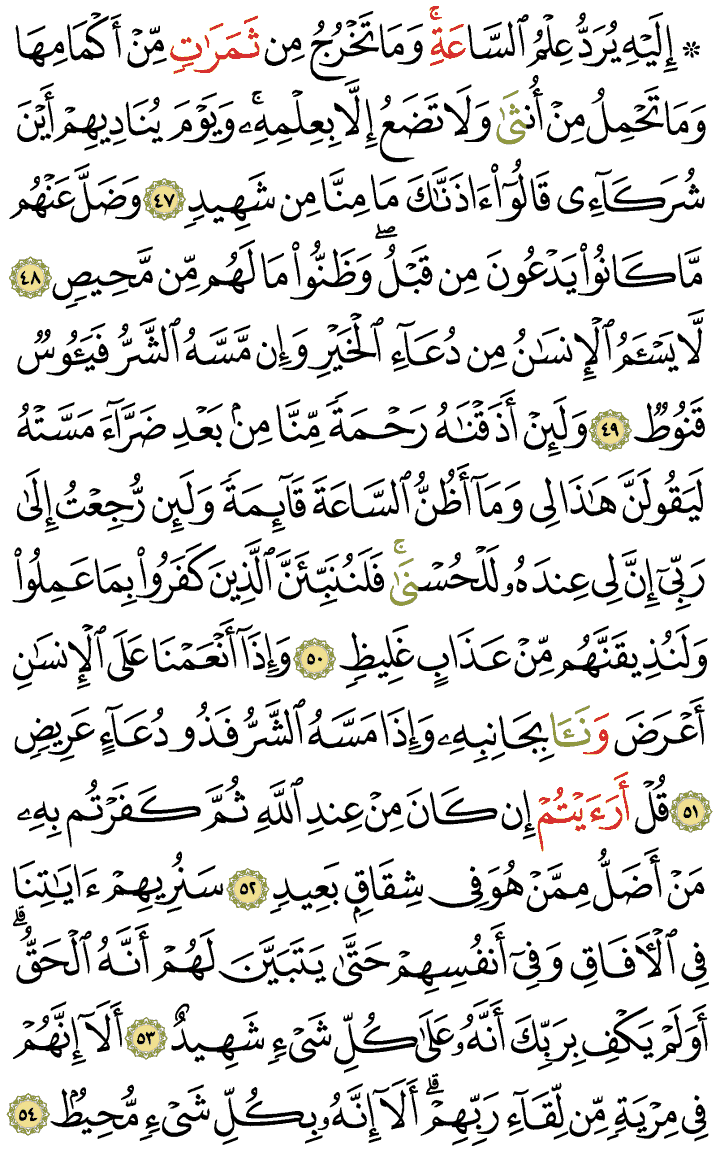 * إِلَيْهِ يُرَدُّ عِلْمُ ٱلسَّاعَةِۚ وَمَا تَخْرُجُ مِن ثَمَرَٰتٖ مِّنْ أَكْمَامِهَا
وَمَا تَحْمِلُ مِنْ أُنثَىٰ وَلَا تَضَعُ إِلَّا بِعِلْمِهِۦۚ وَيَوْمَ يُنَادِيهِمْ أَيْنَ
شُرَكَآءِى قَالُوٓا۟ ءَاذَنَّٰكَ مَا مِنَّا مِن شَهِيدٖ ٤٧ وَضَلَّ عَنْهُم
مَّا كَانُوا۟ يَدْعُونَ مِن قَبْلُۖ وَظَنُّوا۟ مَا لَهُم مِّن مَّحِيصٖ ٤٨
لَّا يَسْـَٔمُ ٱلْإِنسَٰنُ مِن دُعَآءِ ٱلْخَيْرِ وَإِن مَّسَّهُ ٱلشَّرُّ فَيَـُٔوسٞ
قَنُوطٞ ٤٩ وَلَئِنْ أَذَقْنَٰهُ رَحْمَةٗ مِّنَّا مِنۢ بَعْدِ ضَرَّآءَ مَسَّتْهُ
لَيَقُولَنَّ هَٰذَا لِى وَمَآ أَظُنُّ ٱلسَّاعَةَ قَآئِمَةٗ وَلَئِن رُّجِعْتُ إِلَىٰ
رَبِّىٓ إِنَّ لِى عِندَهُۥ لَلْحُسْنَىٰۚ فَلَنُنَبِّئَنَّ ٱلَّذِينَ كَفَرُوا۟ بِمَا عَمِلُوا۟
وَلَنُذِيقَنَّهُم مِّنْ عَذَابٍ غَلِيظٖ ٥٠ وَإِذَآ أَنْعَمْنَا عَلَى ٱلْإِنسَٰنِ
أَعْرَضَ وَنَـَٔا بِجَانِبِهِۦ وَإِذَا مَسَّهُ ٱلشَّرُّ فَذُو دُعَآءٍ عَرِيضٖ
٥١ قُلْ أَرَءَيْتُمْ إِن كَانَ مِنْ عِندِ ٱللَّهِ ثُمَّ كَفَرْتُم بِهِۦ
مَنْ أَضَلُّ مِمَّنْ هُوَ فِى شِقَاقٍۭ بَعِيدٖ ٥٢ سَنُرِيهِمْ ءَايَٰتِنَا
فِى ٱلْءَافَاقِ وَفِىٓ أَنفُسِهِمْ حَتَّىٰ يَتَبَيَّنَ لَهُمْ أَنَّهُ ٱلْحَقُّۗ
أَوَلَمْ يَكْفِ بِرَبِّكَ أَنَّهُۥ عَلَىٰ كُلِّ شَىْءٖ شَهِيدٌ ٥٣ أَلَآ إِنَّهُمْ
فِى مِرْيَةٖ مِّن لِّقَآءِ رَبِّهِمْۗ أَلَآ إِنَّهُۥ بِكُلِّ شَىْءٖ مُّحِيطُۢ ٥٤